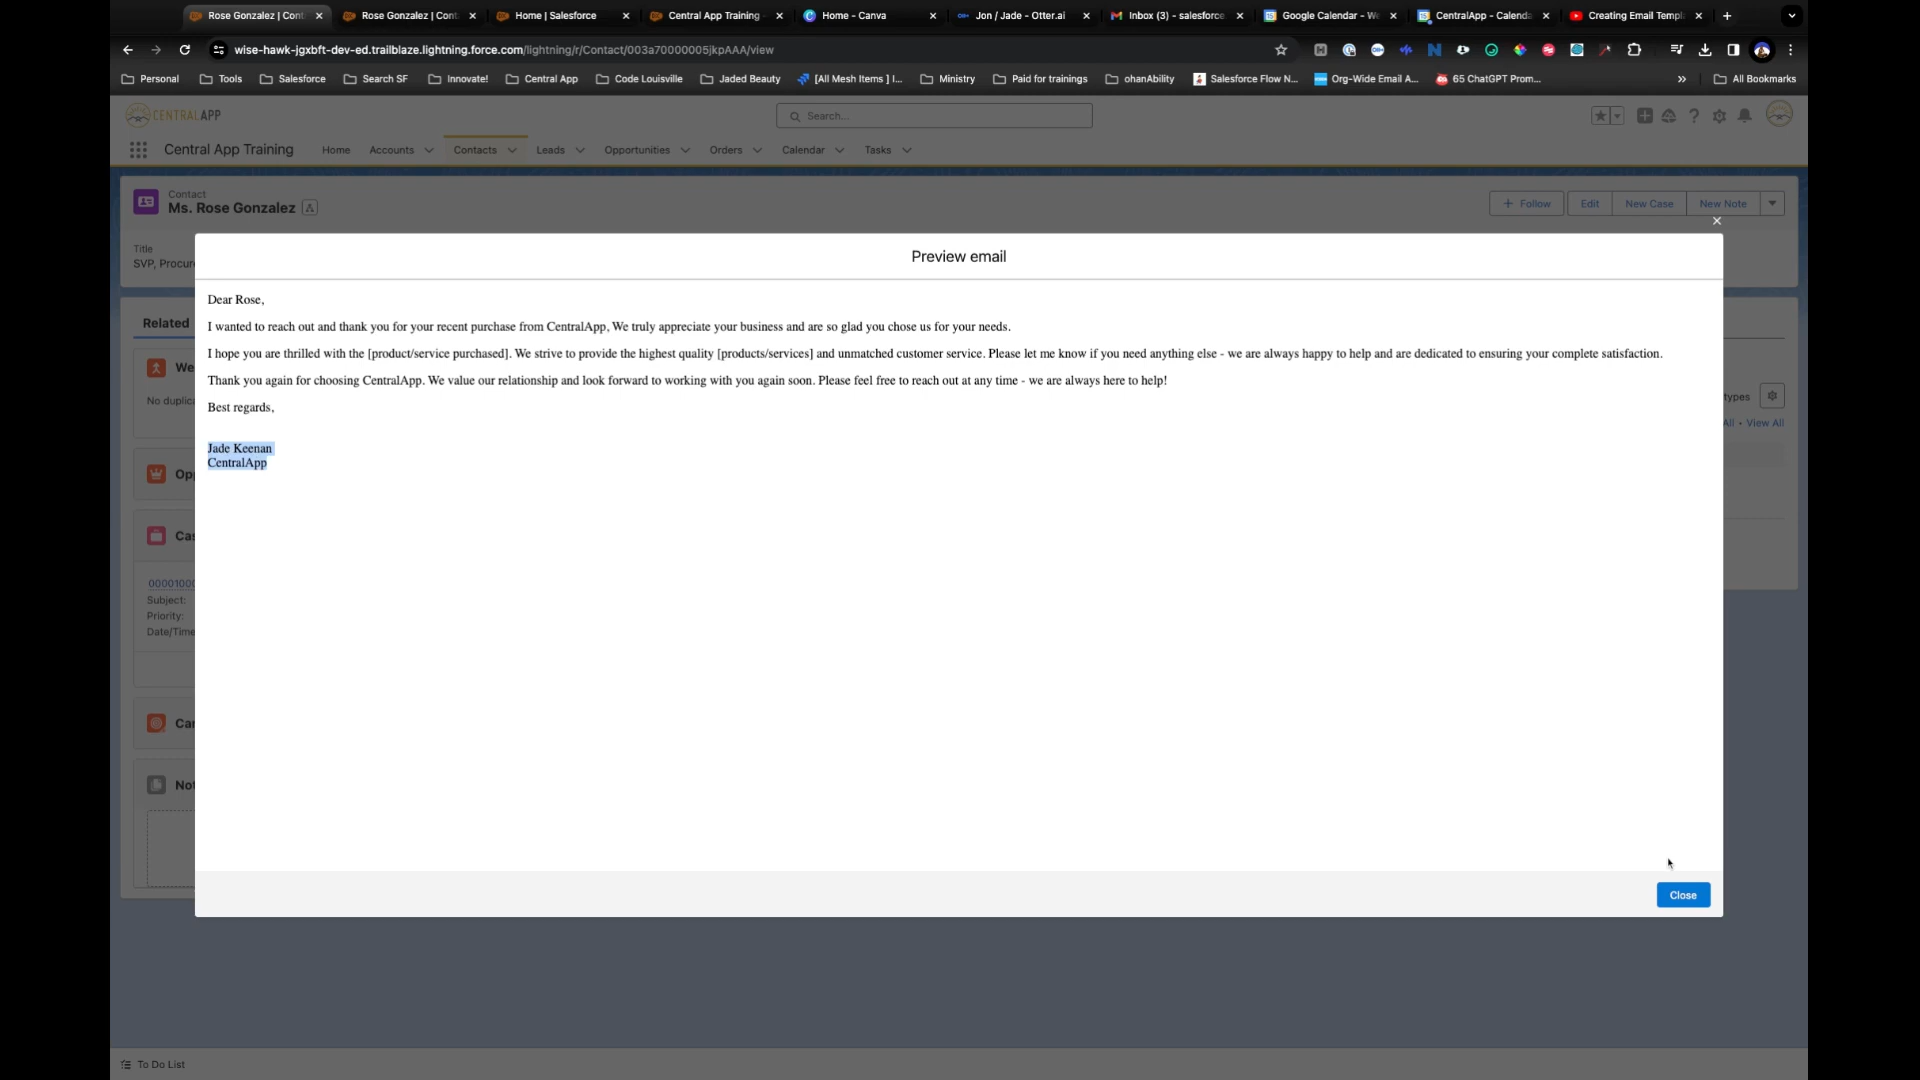 Rose Gonzalez | Cont
Rose Gonzalez | Cont
Home | Salesforce
Central App Training
Home - Canva
Jon / Jade - Otter.ai
Inbox (3) - salesforce
Google Calendar - We
CentralApp - Calenda
Creating Email Templa
wise-hawk-jgxbft-dev-ed.trailblaze.lightning.force.com/lightning/r/Contact/003a70000005jkpAAA/view
Personal
Tools
Salesforce
Search SF
Innovate!
Central App
Code Louisville
Jaded Beauty
[All Mesh Items ] I...
Ministry
Paid for trainings
ohanAbility
Salesforce Flow N...
Org-Wide Email A...
65 ChatGPT Prom...
»
All Bookmarks
CENTRALAPP
Search...
Central App Training
Home
Accounts
Contacts
Leads
Opportunities
Orders
Calendar
Tasks
Contact
Ms. Rose Gonzalez
+ Follow
Edit
New Case
New Note
Title
SVP, Procure
Preview email
Dear Rose,
I wanted to reach out and thank you for your recent purchase from CentralApp, We truly appreciate your business and are so glad you chose us for your needs.
I hope you are thrilled with the [product/service purchased]. We strive to provide the highest quality [products/services] and unmatched customer service. Please let me know if you need anything else - we are always happy to help and are dedicated to ensuring your complete satisfaction.
Thank you again for choosing CentralApp. We value our relationship and look forward to working with you again soon. Please feel free to reach out at any time - we are always here to help!
Best regards,
Jade Keenan
CentralApp
Close
Related
We
No duplica
Opp
Cas
0000100
Subject:
Priority:
Date/Time
Car
Not
types
All • View All
To Do List